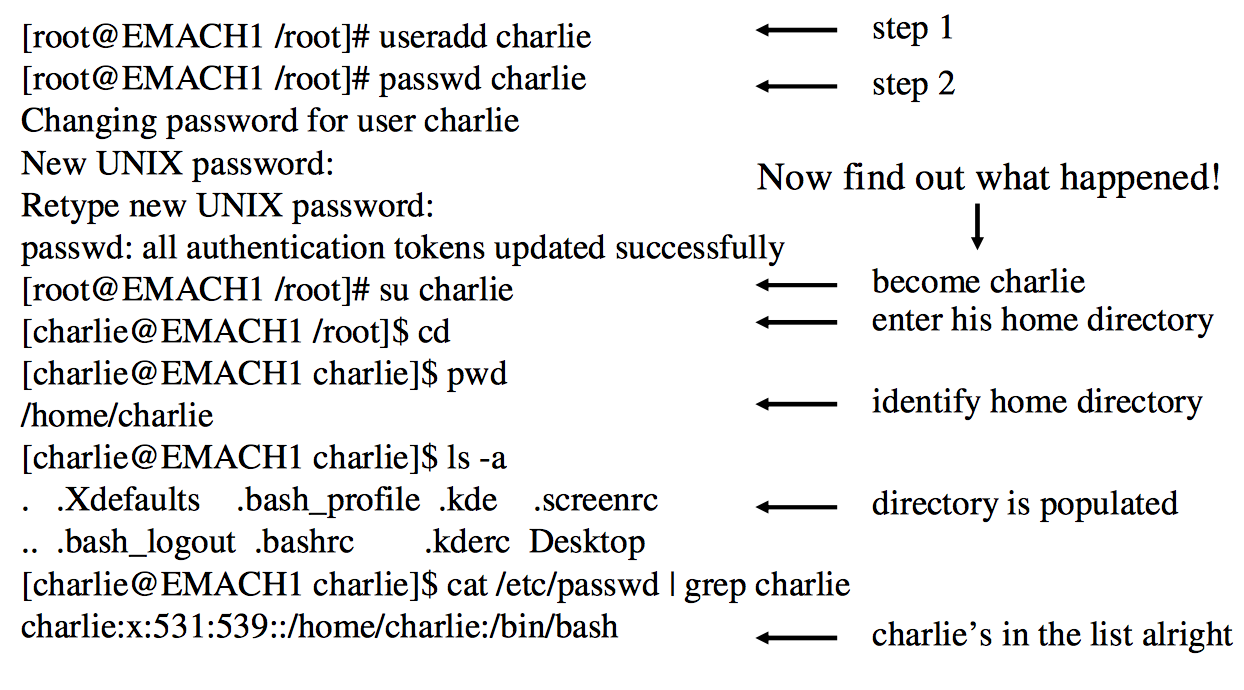 [root@EMACH1 /root]# useradd charlie
step 1
[root@EMACH1 /root]# passwd charlie
step 2
Changing password for user charlie
New UNIX password:
Now find out what happened!
Retype new UNIX password:
passwd: all authentication tokens updated successfully
[root@EMACH1 /root]# su charlie
become charlie
[charlie@EMACH1 /root]$ cd
enter his home directory
[charlie@EMACH1 charlie]$ pwd
/home/charlie
identify home directory
[charlie@EMACH1 charlie]$ ls -a
. .Xdefaults .bash_profile .kde .screenrc
directory is populated
.. .bash_logout .bashrc .kderc Desktop
[charlie@EMACH1 charlie]$ cat /etc/passwd | grep charlie
charlie:x:531:539::/home/charlie:/bin/bash
charlie’s in the list alright